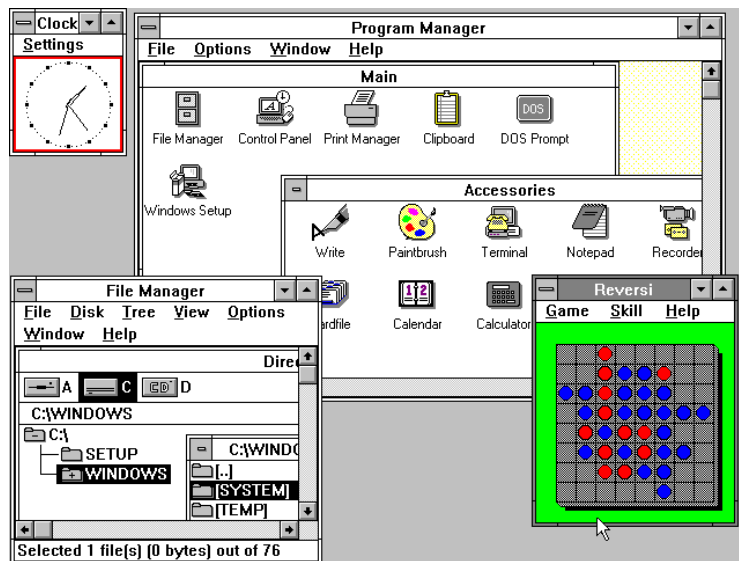 Clock
Settings
Program Manager
File Options Window Help
Main
File Manager Control Panel Print Manager Clipboard DOS Prompt
DOS
Windows Setup
Accessories
Write Paintbrush Terminal Notepad Recorder
ardfile Calendar Calculator
File Manager
File Disk Tree View Options
Window Help
Direc
A C D
C:\WINDOWS
C:\
SETUP
WINDOWS
C:\WINDO
[..]
[SYSTEM]
[TEMP]
Selected 1 file(s) (0 bytes) out of 76
Reversi
Game Skill Help